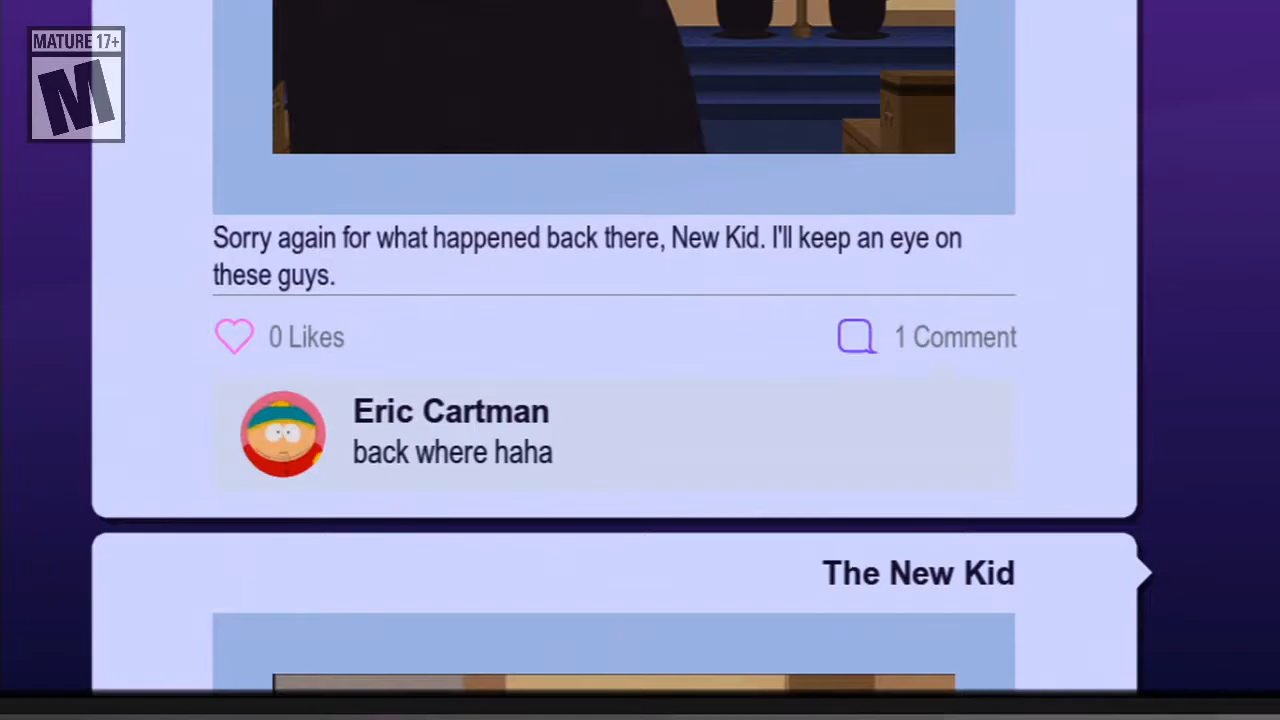 MATURE 17+
M
Sorry again for what happened back there, New Kid. I'll keep an eye on
these guys.
0 Likes
1 Comment
Eric Cartman
back where haha
The New Kid